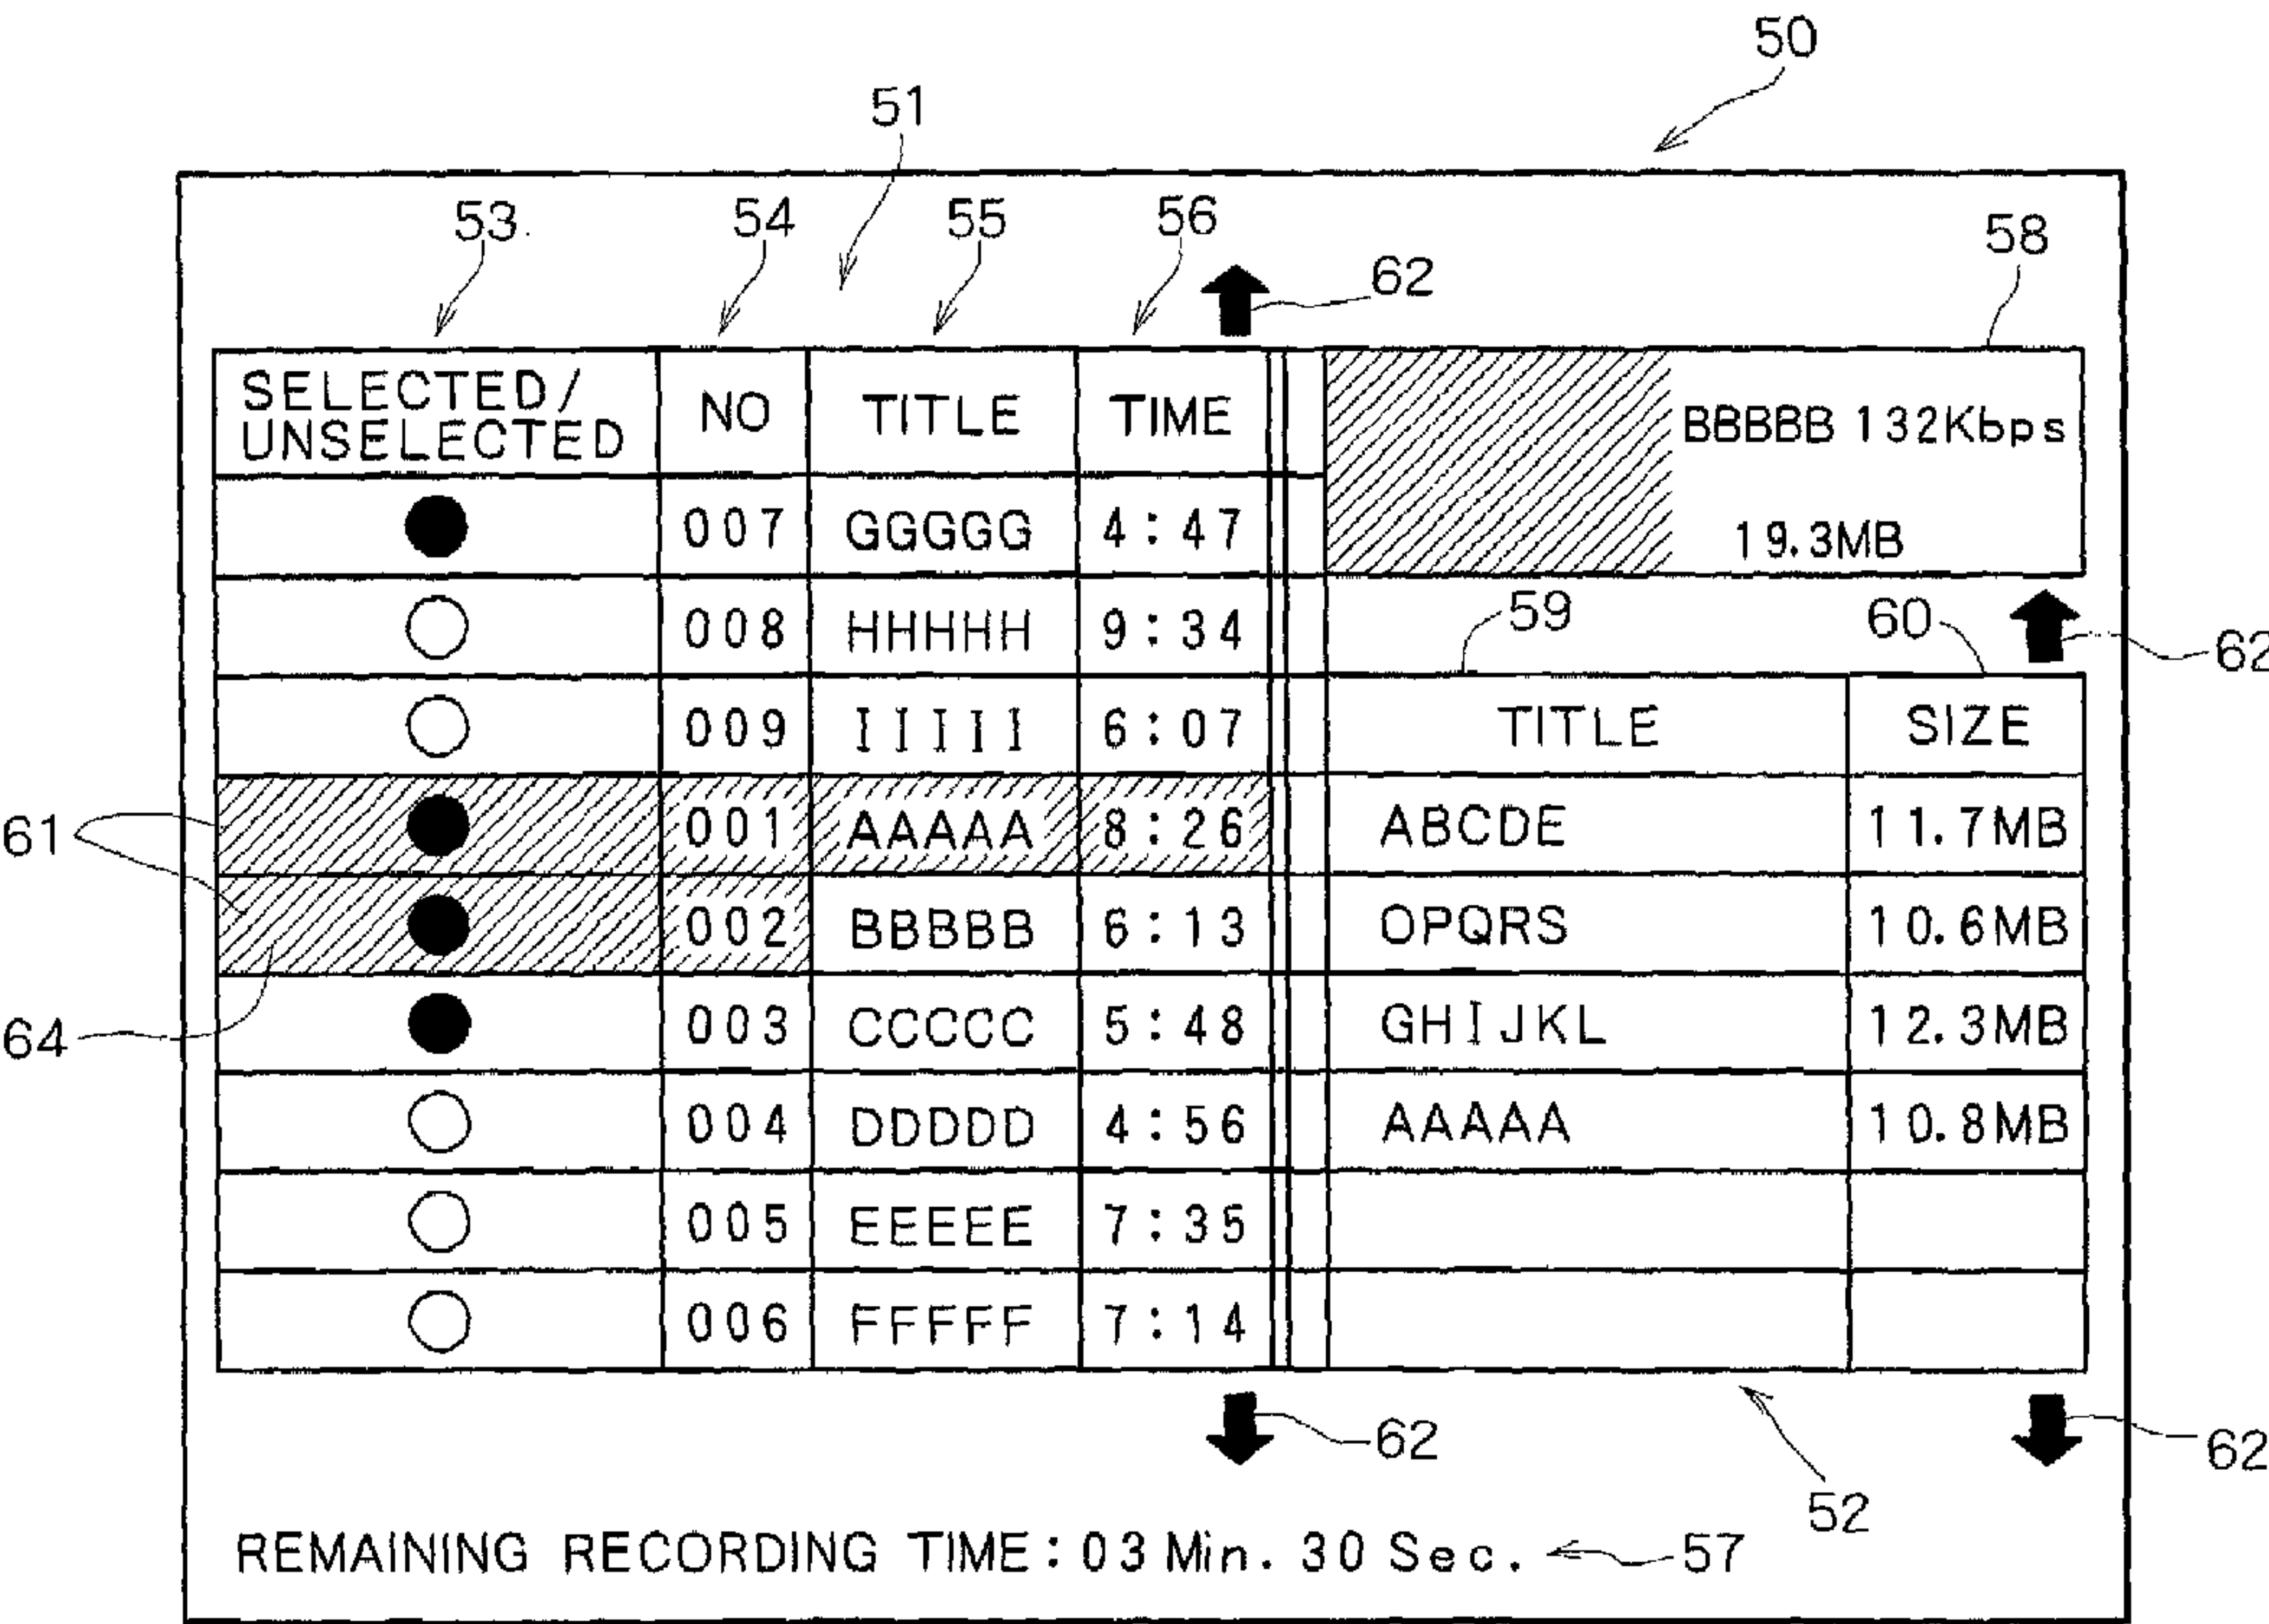 50
51
53 54 55 56 58
62
SELECTED/
UNSELECTED NO TITLE TIME
BBBBB 132Kbps
19.3MB
007 GGGGG 4:47
008 HHHHH 9:34
59 60
62
009 IIIII 6:07 TITLE SIZE
61 001 AAAAA 8:26 ABCDE 11.7MB
002 BBBBB 6:13 OPQRS 10.6MB
64 003 CCCCC 5:48 GHIJKL 12.3MB
004 DDDDD 4:56 AAAAA 10.8MB
005 EEEEE 7:35
006 FFFFF 7:14
62 62
52
REMAINING RECORDING TIME:03 Min. 30 Sec. 57